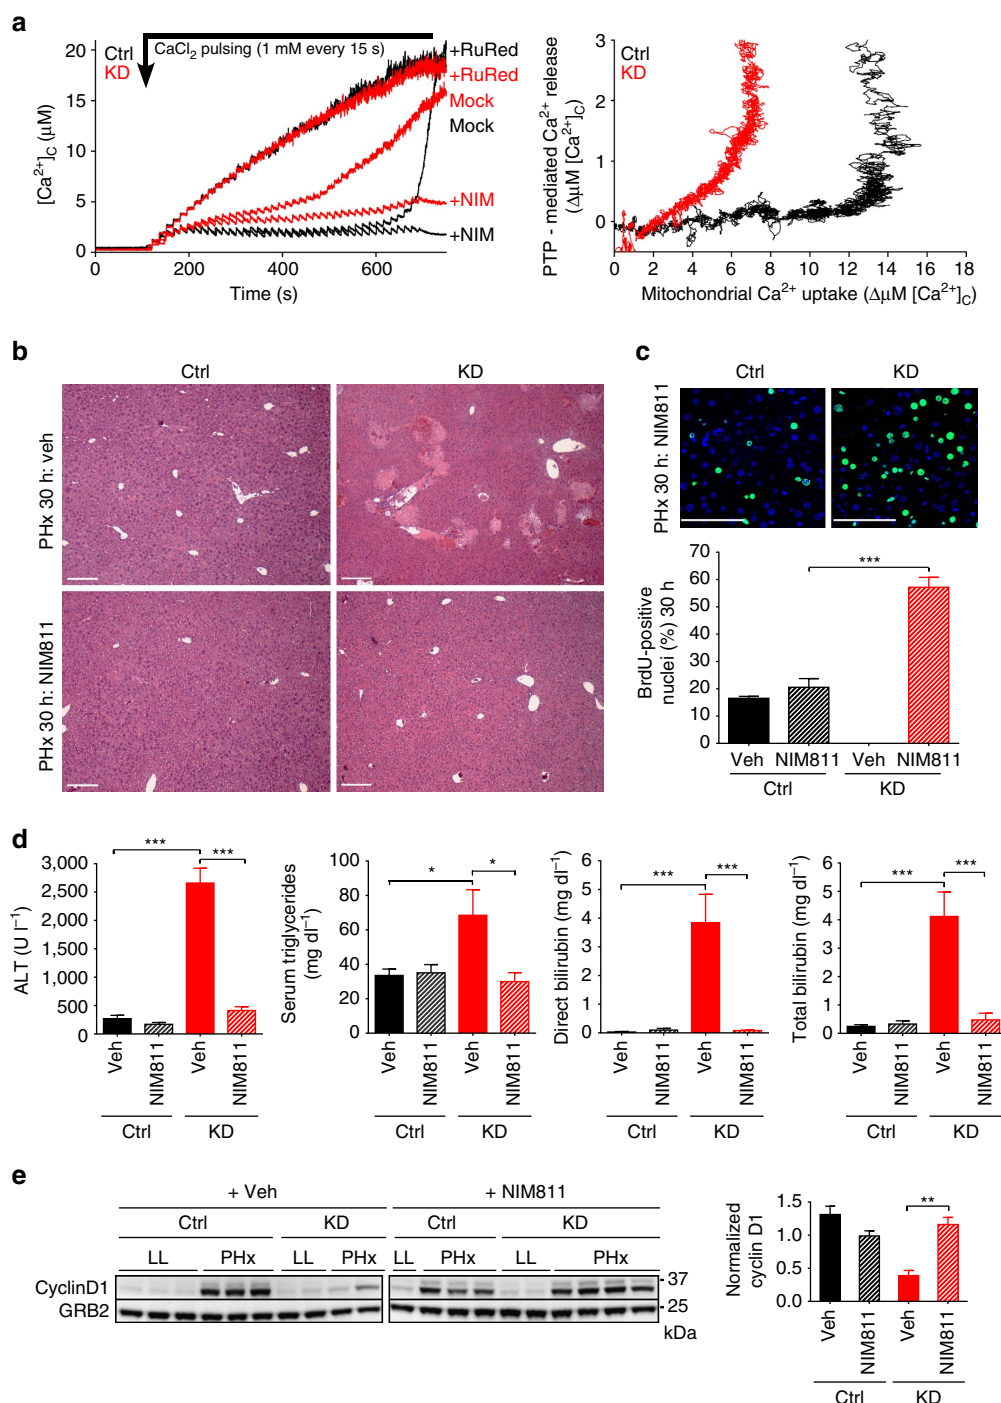 a
Ctrl
KD
CaCl2 pulsing (1 mM every 15 s)
20
15
10
5
0
[Ca2+]C (μM)
0
200
400
600
Time (s)
+RuRed
+RuRed
Mock
Mock
+NIM
+NIM
Ctrl
KD
3
2
1
0
PTP - mediated Ca2+ release
(ΔμM [Ca2+]C)
0
2
4
6
8
10
12
14
16
18
Mitochondrial Ca2+ uptake (ΔμM [Ca2+]C)
b
Ctrl
KD
PHx 30 h: veh
PHx 30 h: NIM811
c
Ctrl
KD
PHx 30 h: NIM811
70
60
50
40
30
20
10
0
BrdU-positive
nuclei (%) 30 h
***
Veh NIM811 Veh NIM811
Ctrl
KD
d
3,000
2,500
2,000
1,500
1,000
500
0
ALT (U l−1)
***
***
Veh
NIM811
Veh
NIM811
Ctrl
KD
100
80
60
40
20
0
Serum triglycerides
(mg dl−1)
*
*
Veh
NIM811
Veh
NIM811
Ctrl
KD
6
5
4
3
2
1
0
Direct bilirubin (mg dl−1)
***
***
Veh
NIM811
Veh
NIM811
Ctrl
KD
6
5
4
3
2
1
0
Total bilirubin (mg dl−1)
***
***
Veh
NIM811
Veh
NIM811
Ctrl
KD
e
+ Veh
+ NIM811
Ctrl
KD
Ctrl
KD
LL
PHx
LL
PHx
LL
PHx
LL
PHx
CyclinD1
GRB2
37
25
kDa
1.5
1.0
0.5
0.0
Normalized
cyclin D1
**
Veh
NIM811
Veh
NIM811
Ctrl
KD